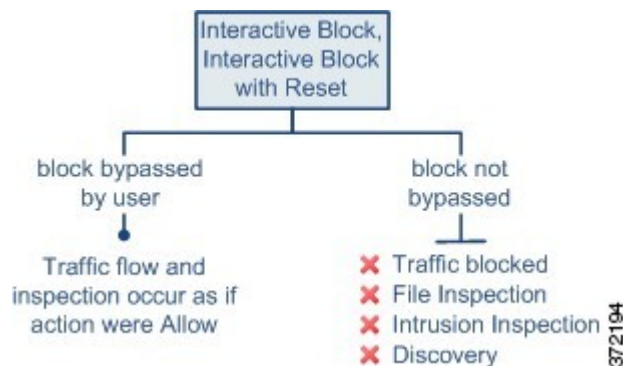 Interactive Block,
Interactive Block
with Reset
block bypassed
by user
block not
bypassed
Traffic flow and
inspection occur as if
action were Allow
Traffic blocked
File Inspection
Intrusion Inspection
Discovery
372194